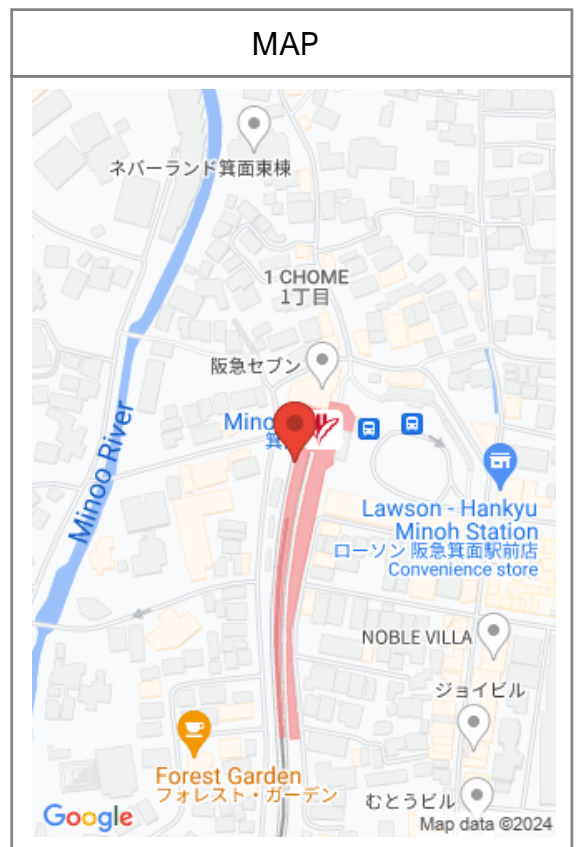 MAP
ネバーランド箕面東棟
1 CHOME
1丁目
阪急セブン
Mino
箕
Minoo River
Lawson - Hankyu
Minoh Station
ローソン 阪急箕面駅前店
Convenience store
NOBLE VILLA
ジョイビル
Forest Garden
フォレスト・ガーデン
むとうビル
Google
Map data ©2024